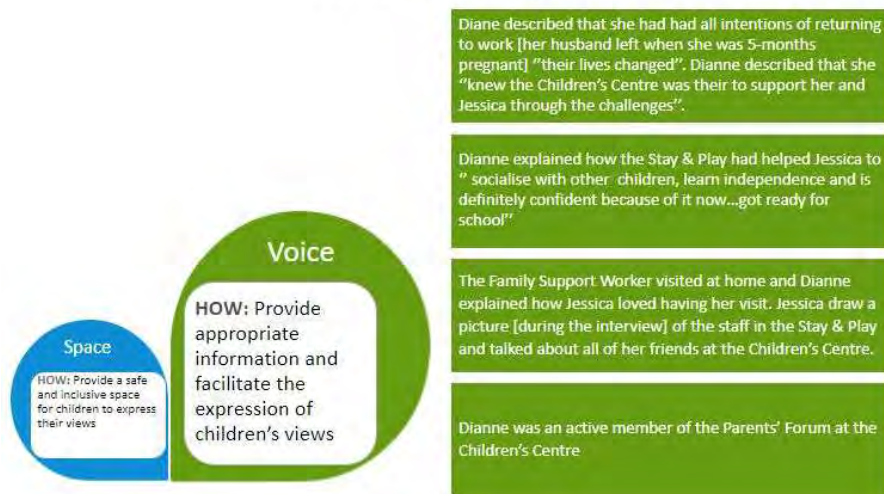 Space
HOW: Provide a safe
and inclusive space
for children to express
their views
Voice
HOW: Provide
appropriate
information and
facilitate the
expression of
children's views
Diane described that she had had all intentions of returning
to work [her husband left when she was 5-months
pregnant] "their lives changed". Dianne described that she
"knew the Children's Centre was their to support her and
Jessica through the challenges".
Dianne explained how the Stay & Play had helped Jessica to
" socialise with other children, learn independence and is
definitely confident because of it now...got ready for
school"
The Family Support Worker visited at home and Dianne
explained how Jessica loved having her visit. Jessica draw a
picture [during the interview] of the staff in the Stay & Play
and talked about all of her friends at the Children's Centre.
Dianne was an active member of the Parents' Forum at the
Children's Centre